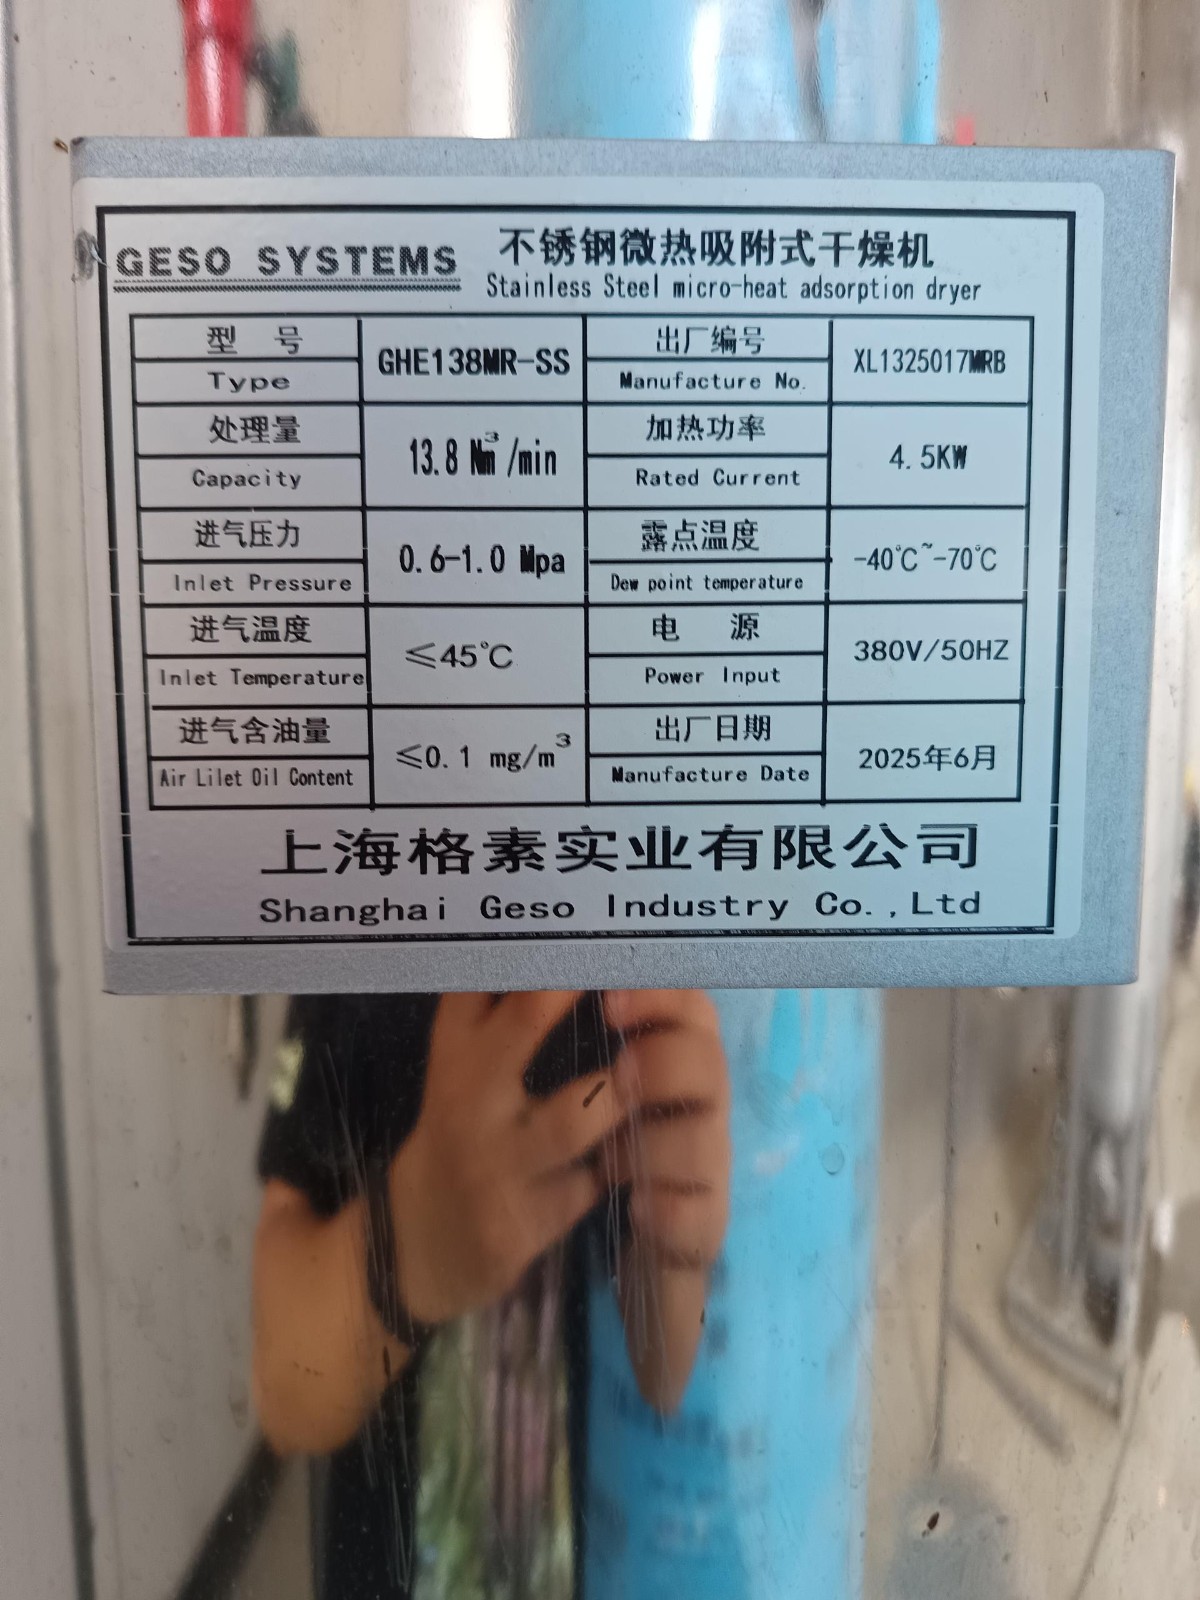 GESO SYSTEMS
不锈钢微热吸附式干燥机
Stainless Steel micro-heat adsorption dryer
型 号
Type
GHE138MR-SS
出厂编号
Manufacture No.
XL1325017MRB
处理量
Capacity
13.8 Nm³/min
加热功率
Rated Current
4.5KW
进气压力
Inlet Pressure
0.6-1.0 Mpa
露点温度
Dew point temperature
-40℃~-70℃
进气温度
Inlet Temperature
≤45℃
电 源
Power Input
380V/50HZ
进气含油量
Air Lilet Oil Content
≤0.1 mg/m³
出厂日期
Manufacture Date
2025年6月
上海格素实业有限公司
Shanghai Geso Industry Co.,Ltd